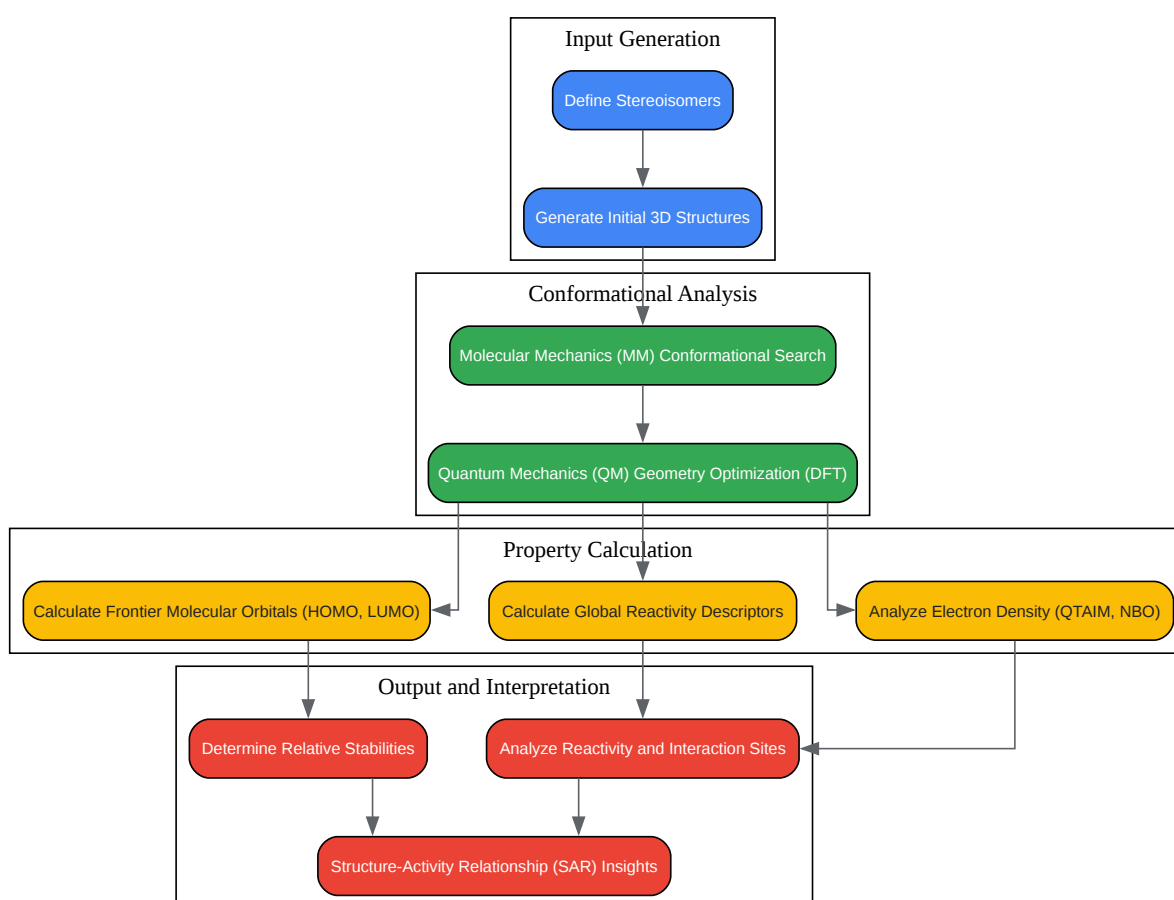 Input Generation
Define Stereoisomers
Generate Initial 3D Structures
Conformational Analysis
Molecular Mechanics (MM) Conformational Search
Quantum Mechanics (QM) Geometry Optimization (DFT)
Property Calculation
Calculate Frontier Molecular Orbitals (HOMO, LUMO)
Calculate Global Reactivity Descriptors
Analyze Electron Density (QTAIM, NBO)
Output and Interpretation
Determine Relative Stabilities
Analyze Reactivity and Interaction Sites
Structure-Activity Relationship (SAR) Insights